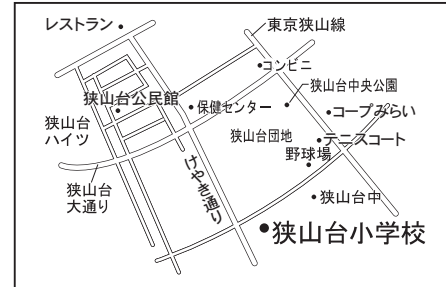 レストラン
東京狭山線
コンビニ
狭山台公民館
保健センター
狭山台中央公園
コープみらい
狭山台
ハイツ
狭山台団地
テニスコート
野球場
けやき通り
狭山台
大通り
狭山台中
狭山台小学校